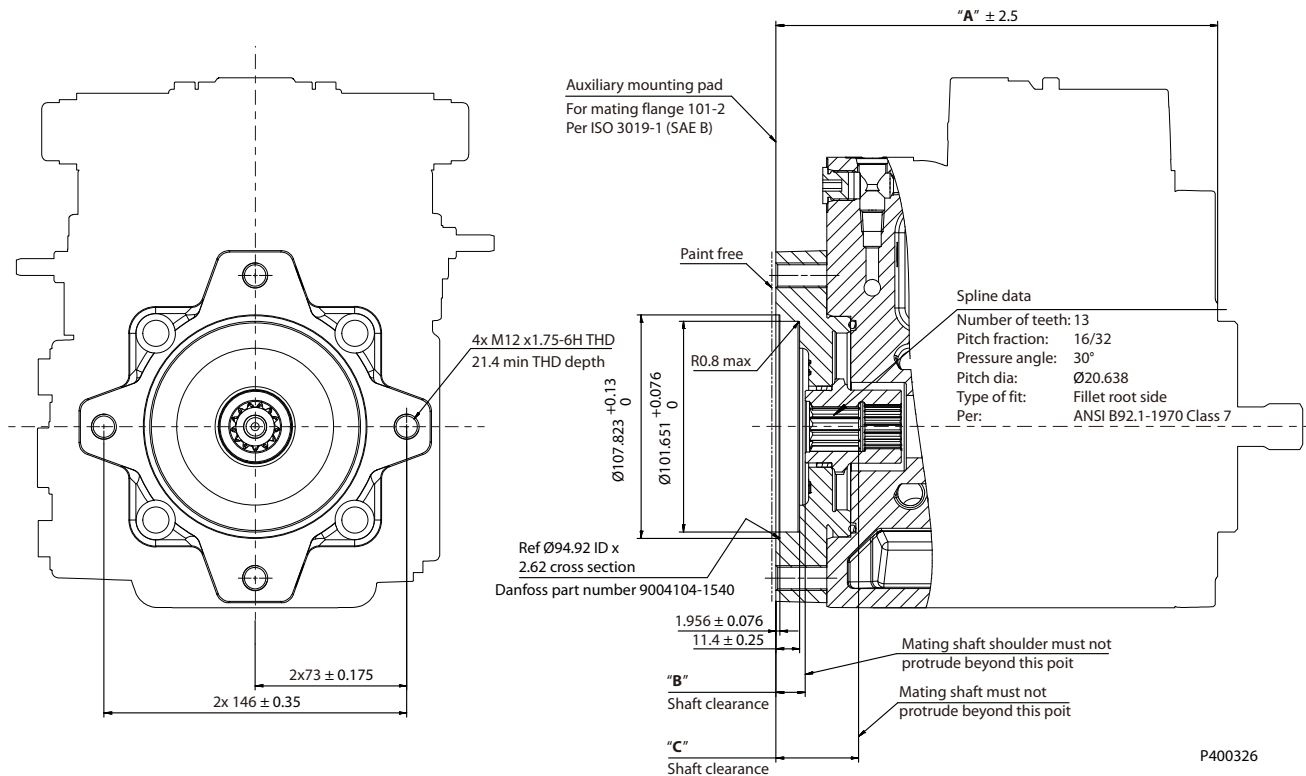 "A" ± 2.5
Auxiliary mounting pad
For mating flange 101-2
Per ISO 3019-1 (SAE B)
Paint free
Spline data
Number of teeth: 13
Pitch fraction: 16/32
Pressure angle: 30°
Pitch dia: Ø20.638
Type of fit: Fillet root side
Per: ANSI B92.1-1970 Class 7
4x M12 x1.75-6H THD
21.4 min THD depth
R0.8 max
Ø107.823 +0.13 0
Ø101.651 +0.076 0
Ref Ø94.92 ID x
2.62 cross section
Danfoss part number 9004104-1540
1.956 ± 0.076
11.4 ± 0.25
Mating shaft shoulder must not
protrude beyond this poit
2x73 ± 0.175
2x 146 ± 0.35
"B"
Shaft clearance
Mating shaft must not
protrude beyond this poit
"C"
Shaft clearance
P400326